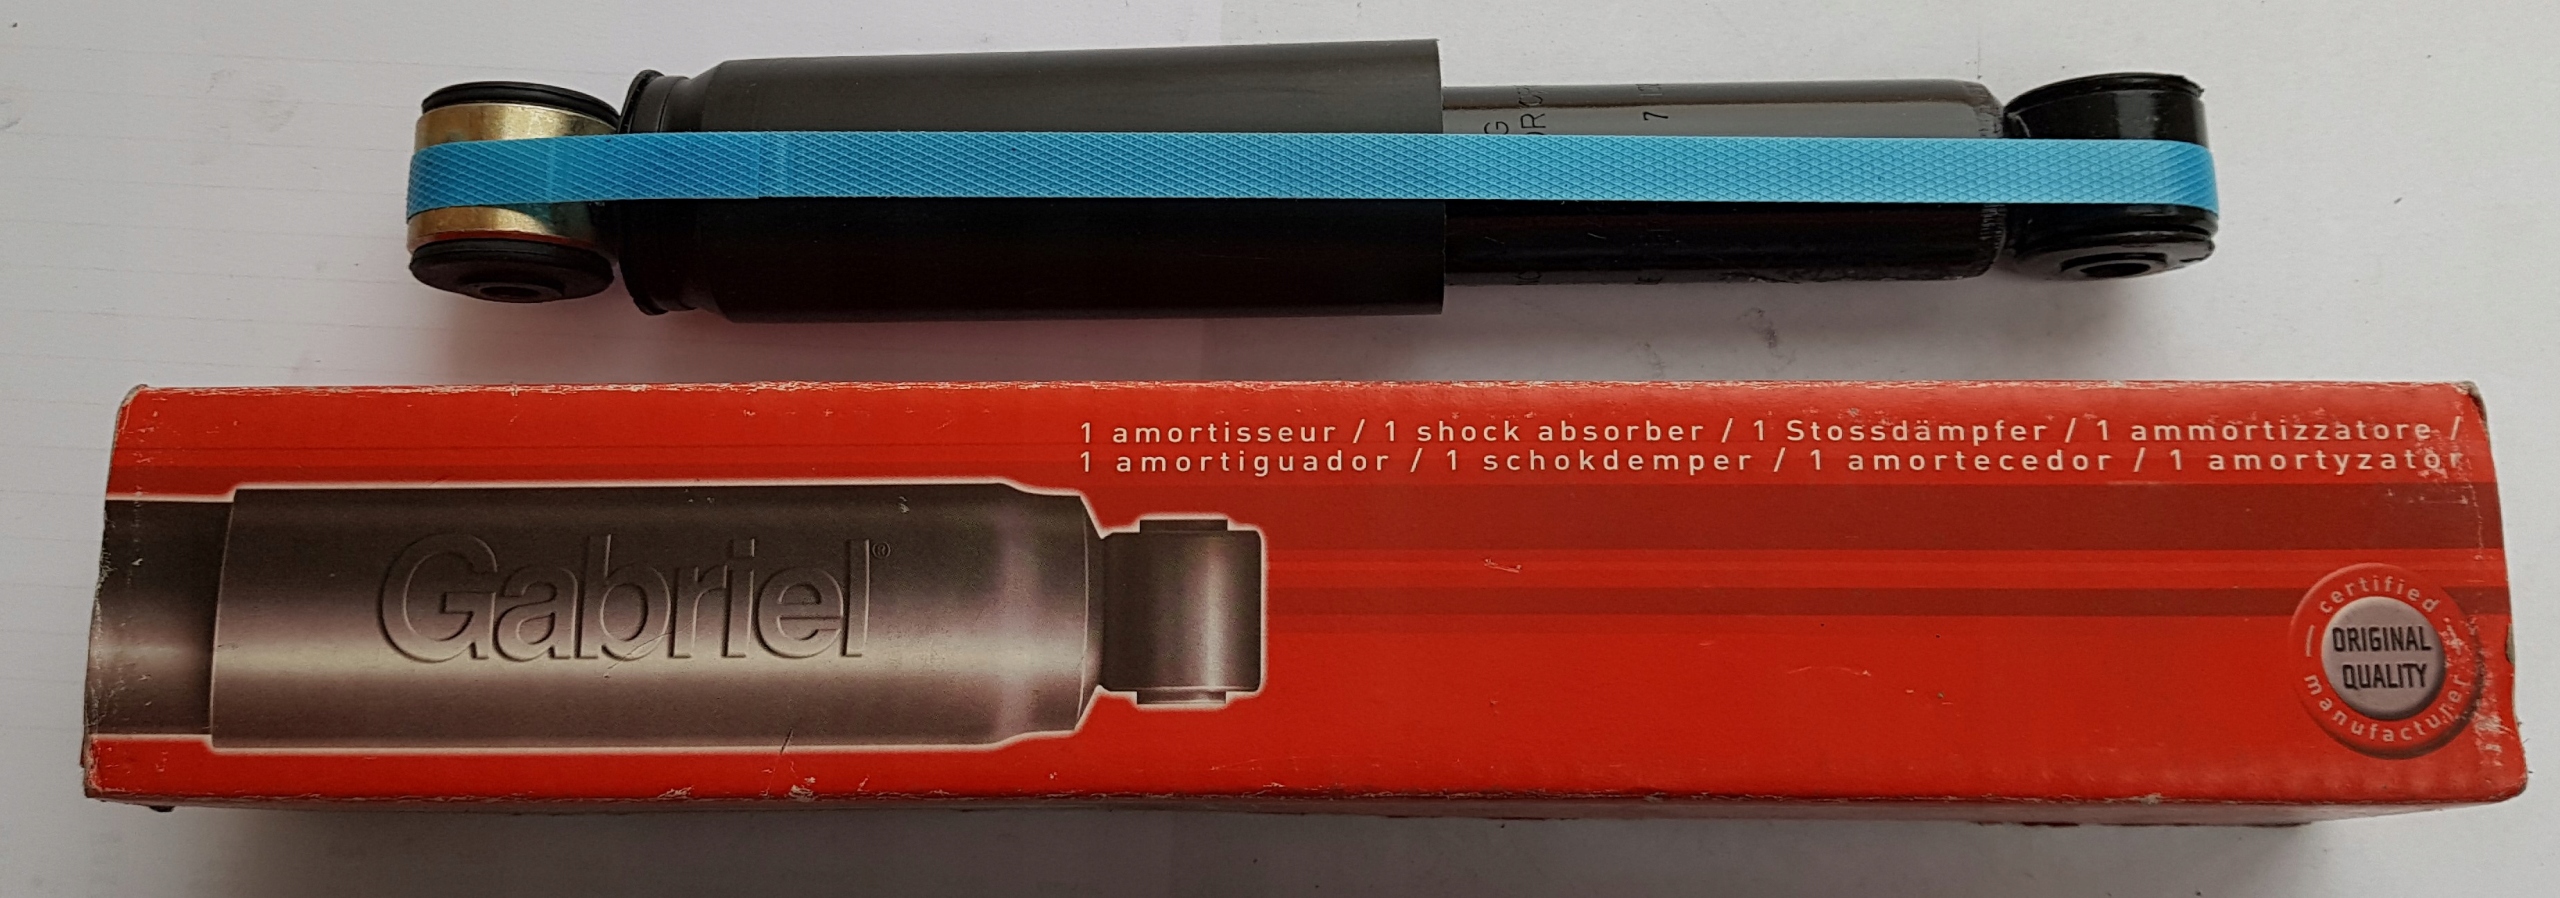 1 amortisseur / 1 shock absorber / 1 Stossdämpfer / 1 ammortizzatore /
1 amortiguador / 1 schokdemper / 1 amortecedor / 1 amortyzator
Gabriel®
certified
ORIGINAL
QUALITY
manufacturer